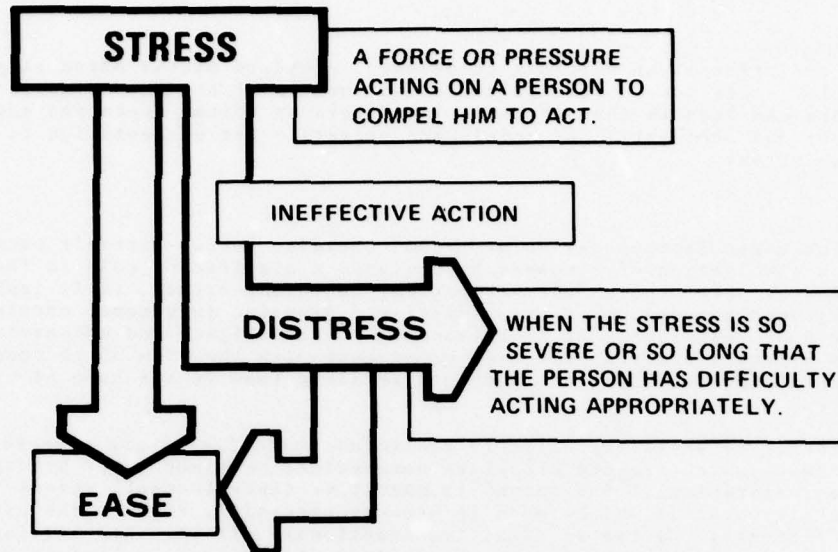 STRESS
A FORCE OR PRESSURE
ACTING ON A PERSON TO
COMPEL HIM TO ACT.
INEFFECTIVE ACTION
DISTRESS
WHEN THE STRESS IS SO
SEVERE OR SO LONG THAT
THE PERSON HAS DIFFICULTY
ACTING APPROPRIATELY.
EASE